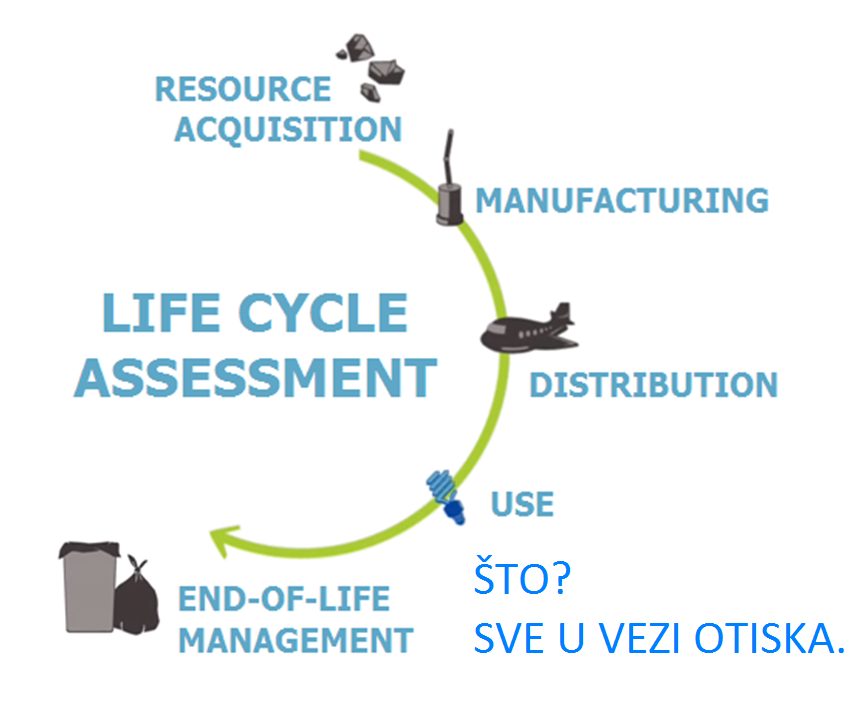 RESOURCE
ACQUISITION
MANUFACTURING
LIFE CYCLE
ASSESSMENT
DISTRIBUTION
USE
END-OF-LIFE
MANAGEMENT
ŠTO?
SVE U VEZI OTISKA.